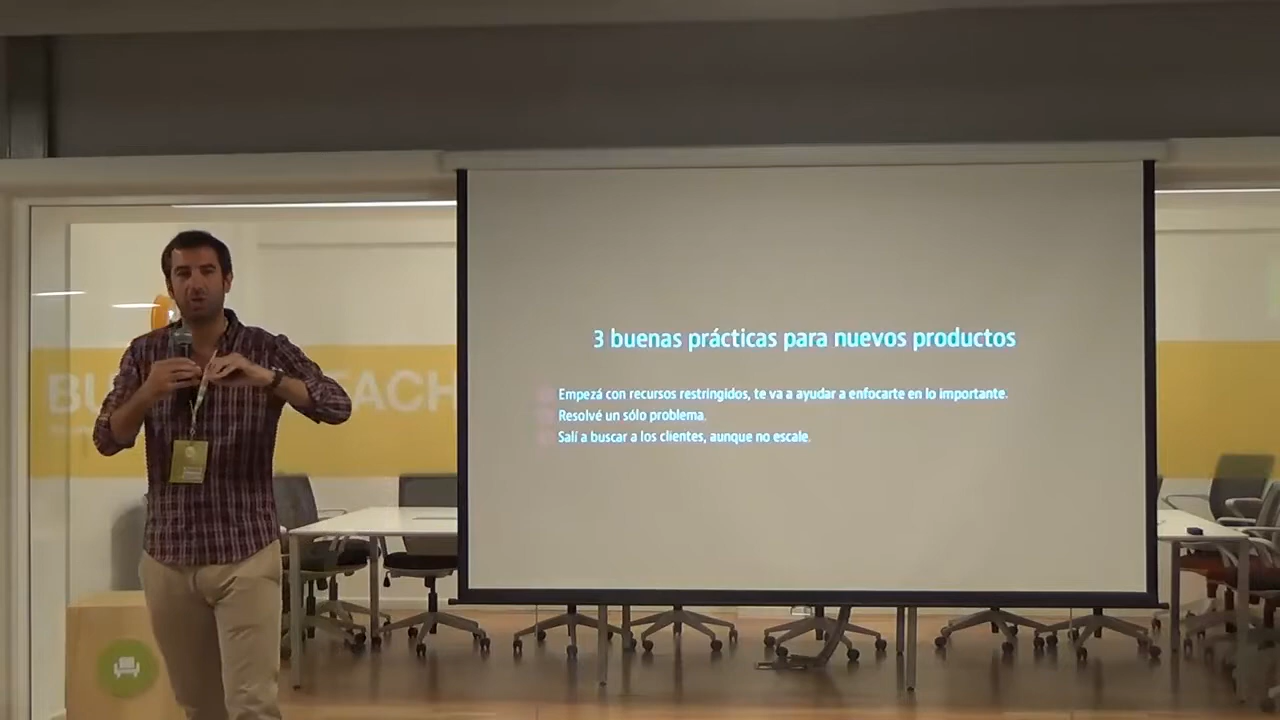 3 buenas prácticas para nuevos productos
Empezá con recursos restringidos, te va a ayudar a enfocarte en lo importante.
Resolvé un sólo problema.
Salí a buscar a los clientes, aunque no escale.